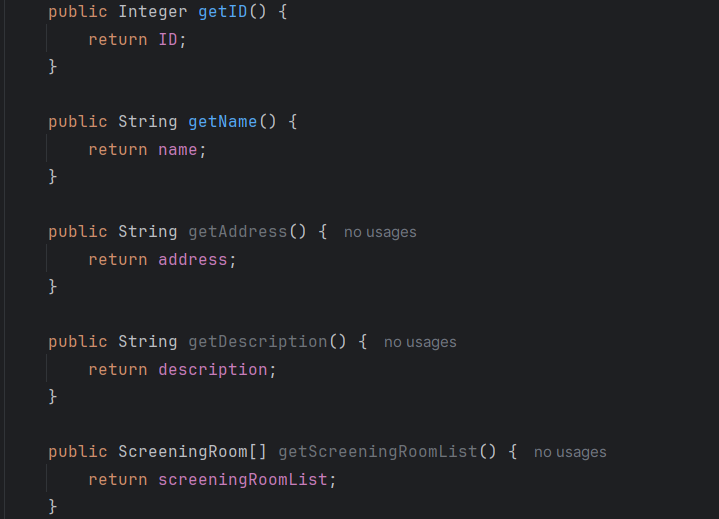 public Integer getID() {
return ID;
}
public String getName() {
return name;
}
public String getAddress() { no usages
return address;
}
public String getDescription() { no usages
return description;
}
public ScreeningRoom[] getScreeningRoomList() { no usages
return screeningRoomList;
}